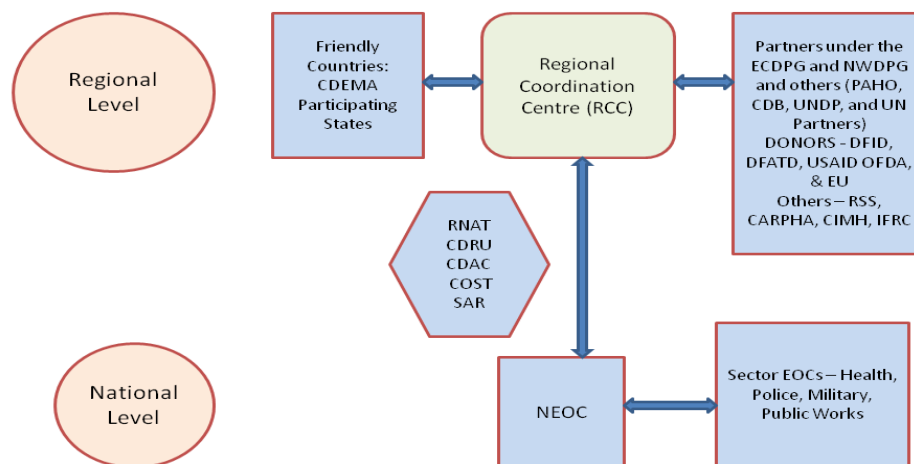 Regional
Level
Friendly
Countries:
CDEMA
Participating
States
Regional
Coordination
Centre (RCC)
Partners under the
ECDPG and NWDPG
and others (PAHO,
CDB, UNDP, and UN
Partners)
DONORS - DFID,
DFATD, USAID OFDA,
& EU
Others – RSS,
CARPHA, CIMH, IFRC
RNAT
CDRU
CDAC
COST
SAR
National
Level
NEOC
Sector EOCs – Health,
Police, Military,
Public Works